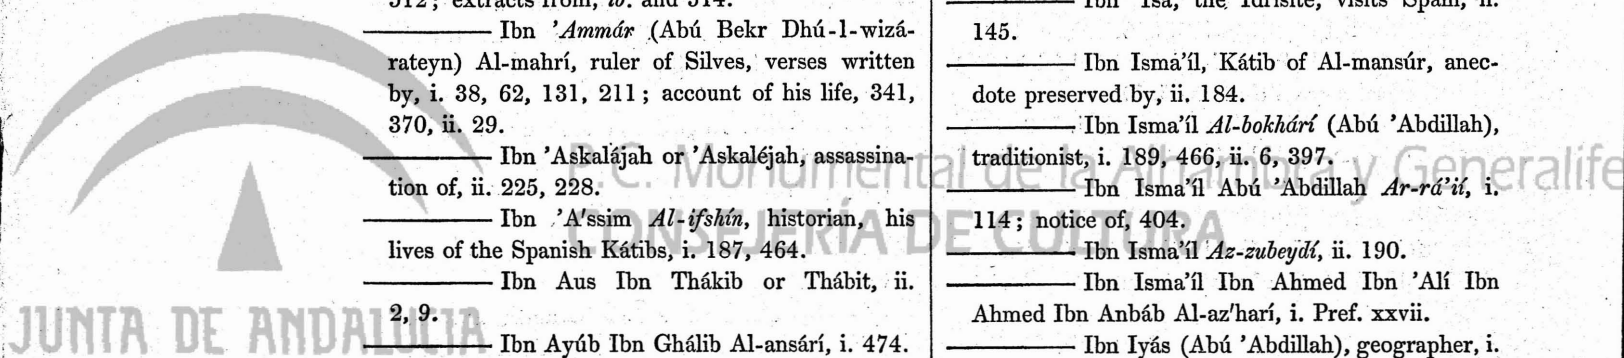 512; extracts from, ib. and 514.
——— Ibn 'Ammár (Abú Bekr Dhú-l-wizá-
rateyn) Al-mahrí, ruler of Silves, verses written
by, i. 38, 62, 131, 211; account of his life, 341,
370, ii. 29.
——— Ibn 'Askalájah or 'Askaléjah, assassina-
tion of, ii. 225, 228.
——— Ibn 'A'ssim Al-ifshín, historian, his
lives of the Spanish Kátibs, i. 187, 464.
——— Ibn Aus Ibn Thákib or Thábit, ii.
2, 9.
——— Ibn Ayúb Ibn Ghálib Al-ansárí, i. 474.
——— Ibn 'Isa, the Idrisite, visits Spain, ii.
145.
——— Ibn Isma'íl, Kátib of Al-mansúr, anec-
dote preserved by, ii. 184.
——— Ibn Isma'íl Al-bokhárí (Abú 'Abdillah),
traditionist, i. 189, 466, ii. 6, 397.
——— Ibn Isma'íl Abú 'Abdillah Ar-rá'ií, i.
114; notice of, 404.
——— Ibn Isma'íl Az-zubeydí, ii. 190.
——— Ibn Isma'íl Ibn Ahmed Ibn 'Alí Ibn
Ahmed Ibn Anbáb Al-az'harí, i. Pref. xxvii.
——— Ibn Iyás (Abú 'Abdillah), geographer, i.
P.C. Monumental de la Alhambra y Generalife
CONSEJERÍA DE CULTURA
JUNTA DE ANDALUCIA